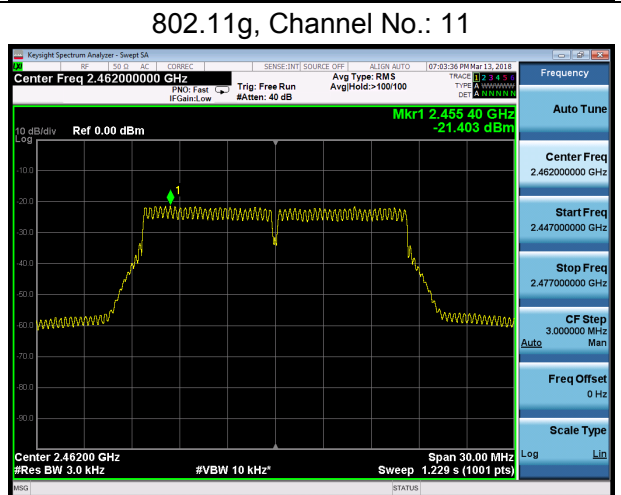 802.11g, Channel No.: 11
Keysight Spectrum Analyzer - Swept SA
LXI RF 50 Ω AC CORREC SENSE:INT SOURCE OFF ALIGN AUTO 07:03:36 PM Mar 13, 2018
Center Freq 2.462000000 GHz
PNO: Fast
IFGain:Low
Trig: Free Run
#Atten: 40 dB
Avg Type: RMS
Avg|Hold:>100/100
TRACE 1 2 3 4 5 6
TYPE A WWWWW
DET A N N N N N
Mkr1 2.455 40 GHz
-21.403 dBm
10 dB/div Ref 0.00 dBm
Log
1
-10.0
-20.0
-30.0
-40.0
-50.0
-60.0
-70.0
-80.0
-90.0
Center 2.46200 GHz Span 30.00 MHz
#Res BW 3.0 kHz #VBW 10 kHz* Sweep 1.229 s (1001 pts)
MSG STATUS
Frequency
Auto Tune
Center Freq
2.462000000 GHz
Start Freq
2.447000000 GHz
Stop Freq
2.477000000 GHz
CF Step
3.000000 MHz
Auto Man
Freq Offset
0 Hz
Scale Type
Log Lin